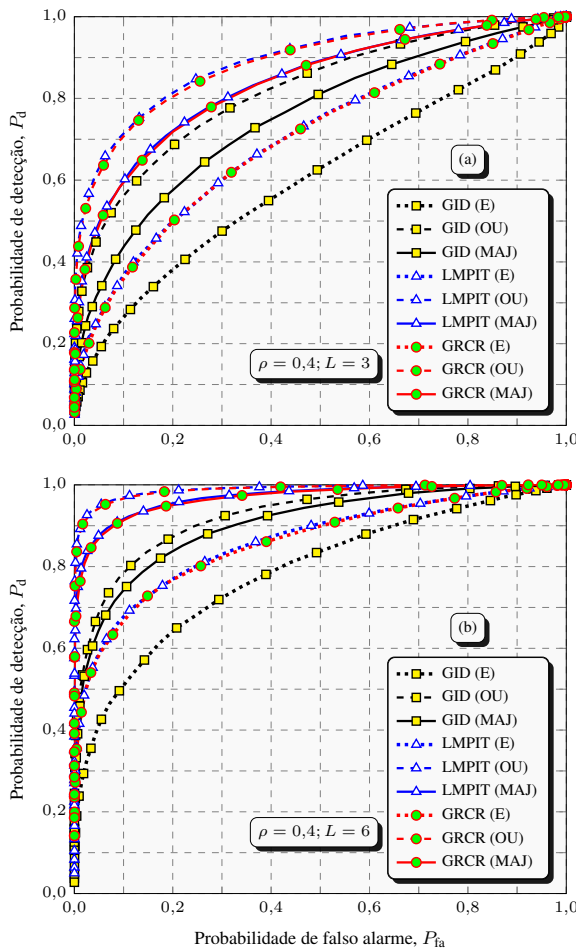 1,0
0,8
0,6
0,4
0,2
0,0
Probabilidade de detecção, Pd
(a)
GID (E)
GID (OU)
GID (MAJ)
LMPIT (E)
LMPIT (OU)
LMPIT (MAJ)
GRCR (E)
GRCR (OU)
GRCR (MAJ)
ρ = 0,4; L = 3
0,0 0,2 0,4 0,6 0,8 1,0
1,0
0,8
0,6
0,4
0,2
0,0
Probabilidade de detecção, Pd
(b)
GID (E)
GID (OU)
GID (MAJ)
LMPIT (E)
LMPIT (OU)
LMPIT (MAJ)
GRCR (E)
GRCR (OU)
GRCR (MAJ)
ρ = 0,4; L = 6
0,0 0,2 0,4 0,6 0,8 1,0
Probabilidade de falso alarme, Pfa